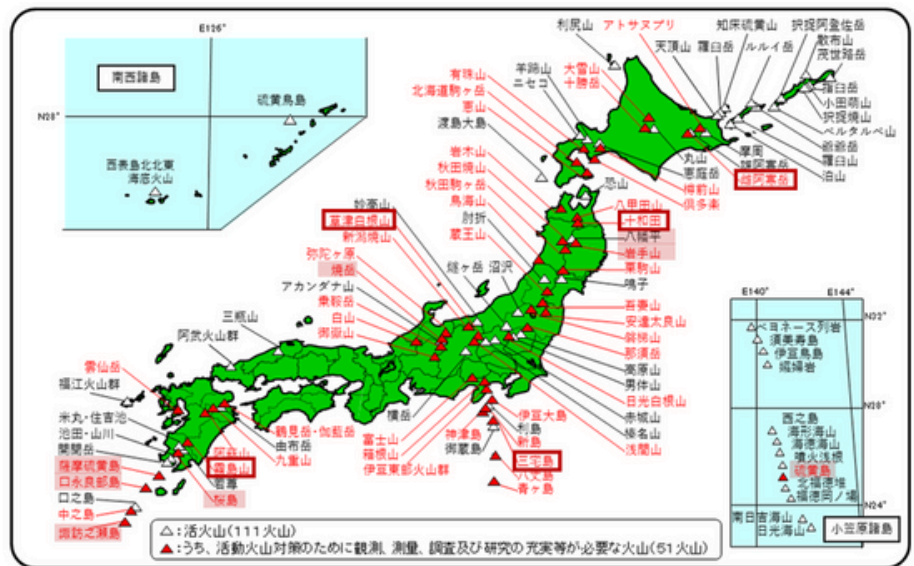 E126°
南西諸島
硫黄鳥島
N28°
西表島北北東
海底火山
利尻山
アトサヌプリ
知床硫黄山
天頂山
羅臼岳
ルルイ岳
択捉阿登佐岳
散布山
茂世路岳
指臼岳
小田萌山
択捉焼山
ベルタルベ山
爺爺岳
羅臼山
泊山
有珠山
北海道駒ヶ岳
恵山
渡島大島
羊蹄山
ニセコ
大雪山
十勝岳
摩周
雄阿寒岳
雌阿寒岳
丸山
恵庭岳
樽前山
倶多楽
岩木山
秋田焼山
秋田駒ヶ岳
鳥海山
肘折
蔵王山
恐山
八甲田山
十和田
八幡平
岩手山
栗駒山
鳴子
妙高山
草津白根山
新潟焼山
弥陀ヶ原
焼岳
アカンダナ山
乗鞍岳
白山
御嶽山
燧ヶ岳
沼沢
吾妻山
安達太良山
磐梯山
那須岳
高原山
男体山
日光白根山
赤城山
榛名山
浅間山
三瓶山
阿武火山群
雲仙岳
福江火山群
米丸・住吉池
池田・山川
開聞岳
薩摩硫黄島
口永良部島
口之島
中之島
諏訪之瀬島
鶴見岳・伽藍岳
由布岳
九重山
阿蘇山
霧島山
若尊
桜島
横岳
富士山
箱根山
伊豆東部火山群
伊豆大島
利島
新島
神津島
御蔵島
三宅島
八丈島
青ヶ島
E140°
E144°
N32°
ベヨネース列岩
須美寿島
伊豆鳥島
孀婦岩
N28°
西之島
海形海山
海徳海山
噴火浅根
硫黄島
北福徳堆
福徳岡ノ場
N24°
南日吉海山
日光海山
小笠原諸島
△:活火山(111火山)
▲:うち、活動火山対策のために観測、測量、調査及び研究の充実等が必要な火山(51火山)